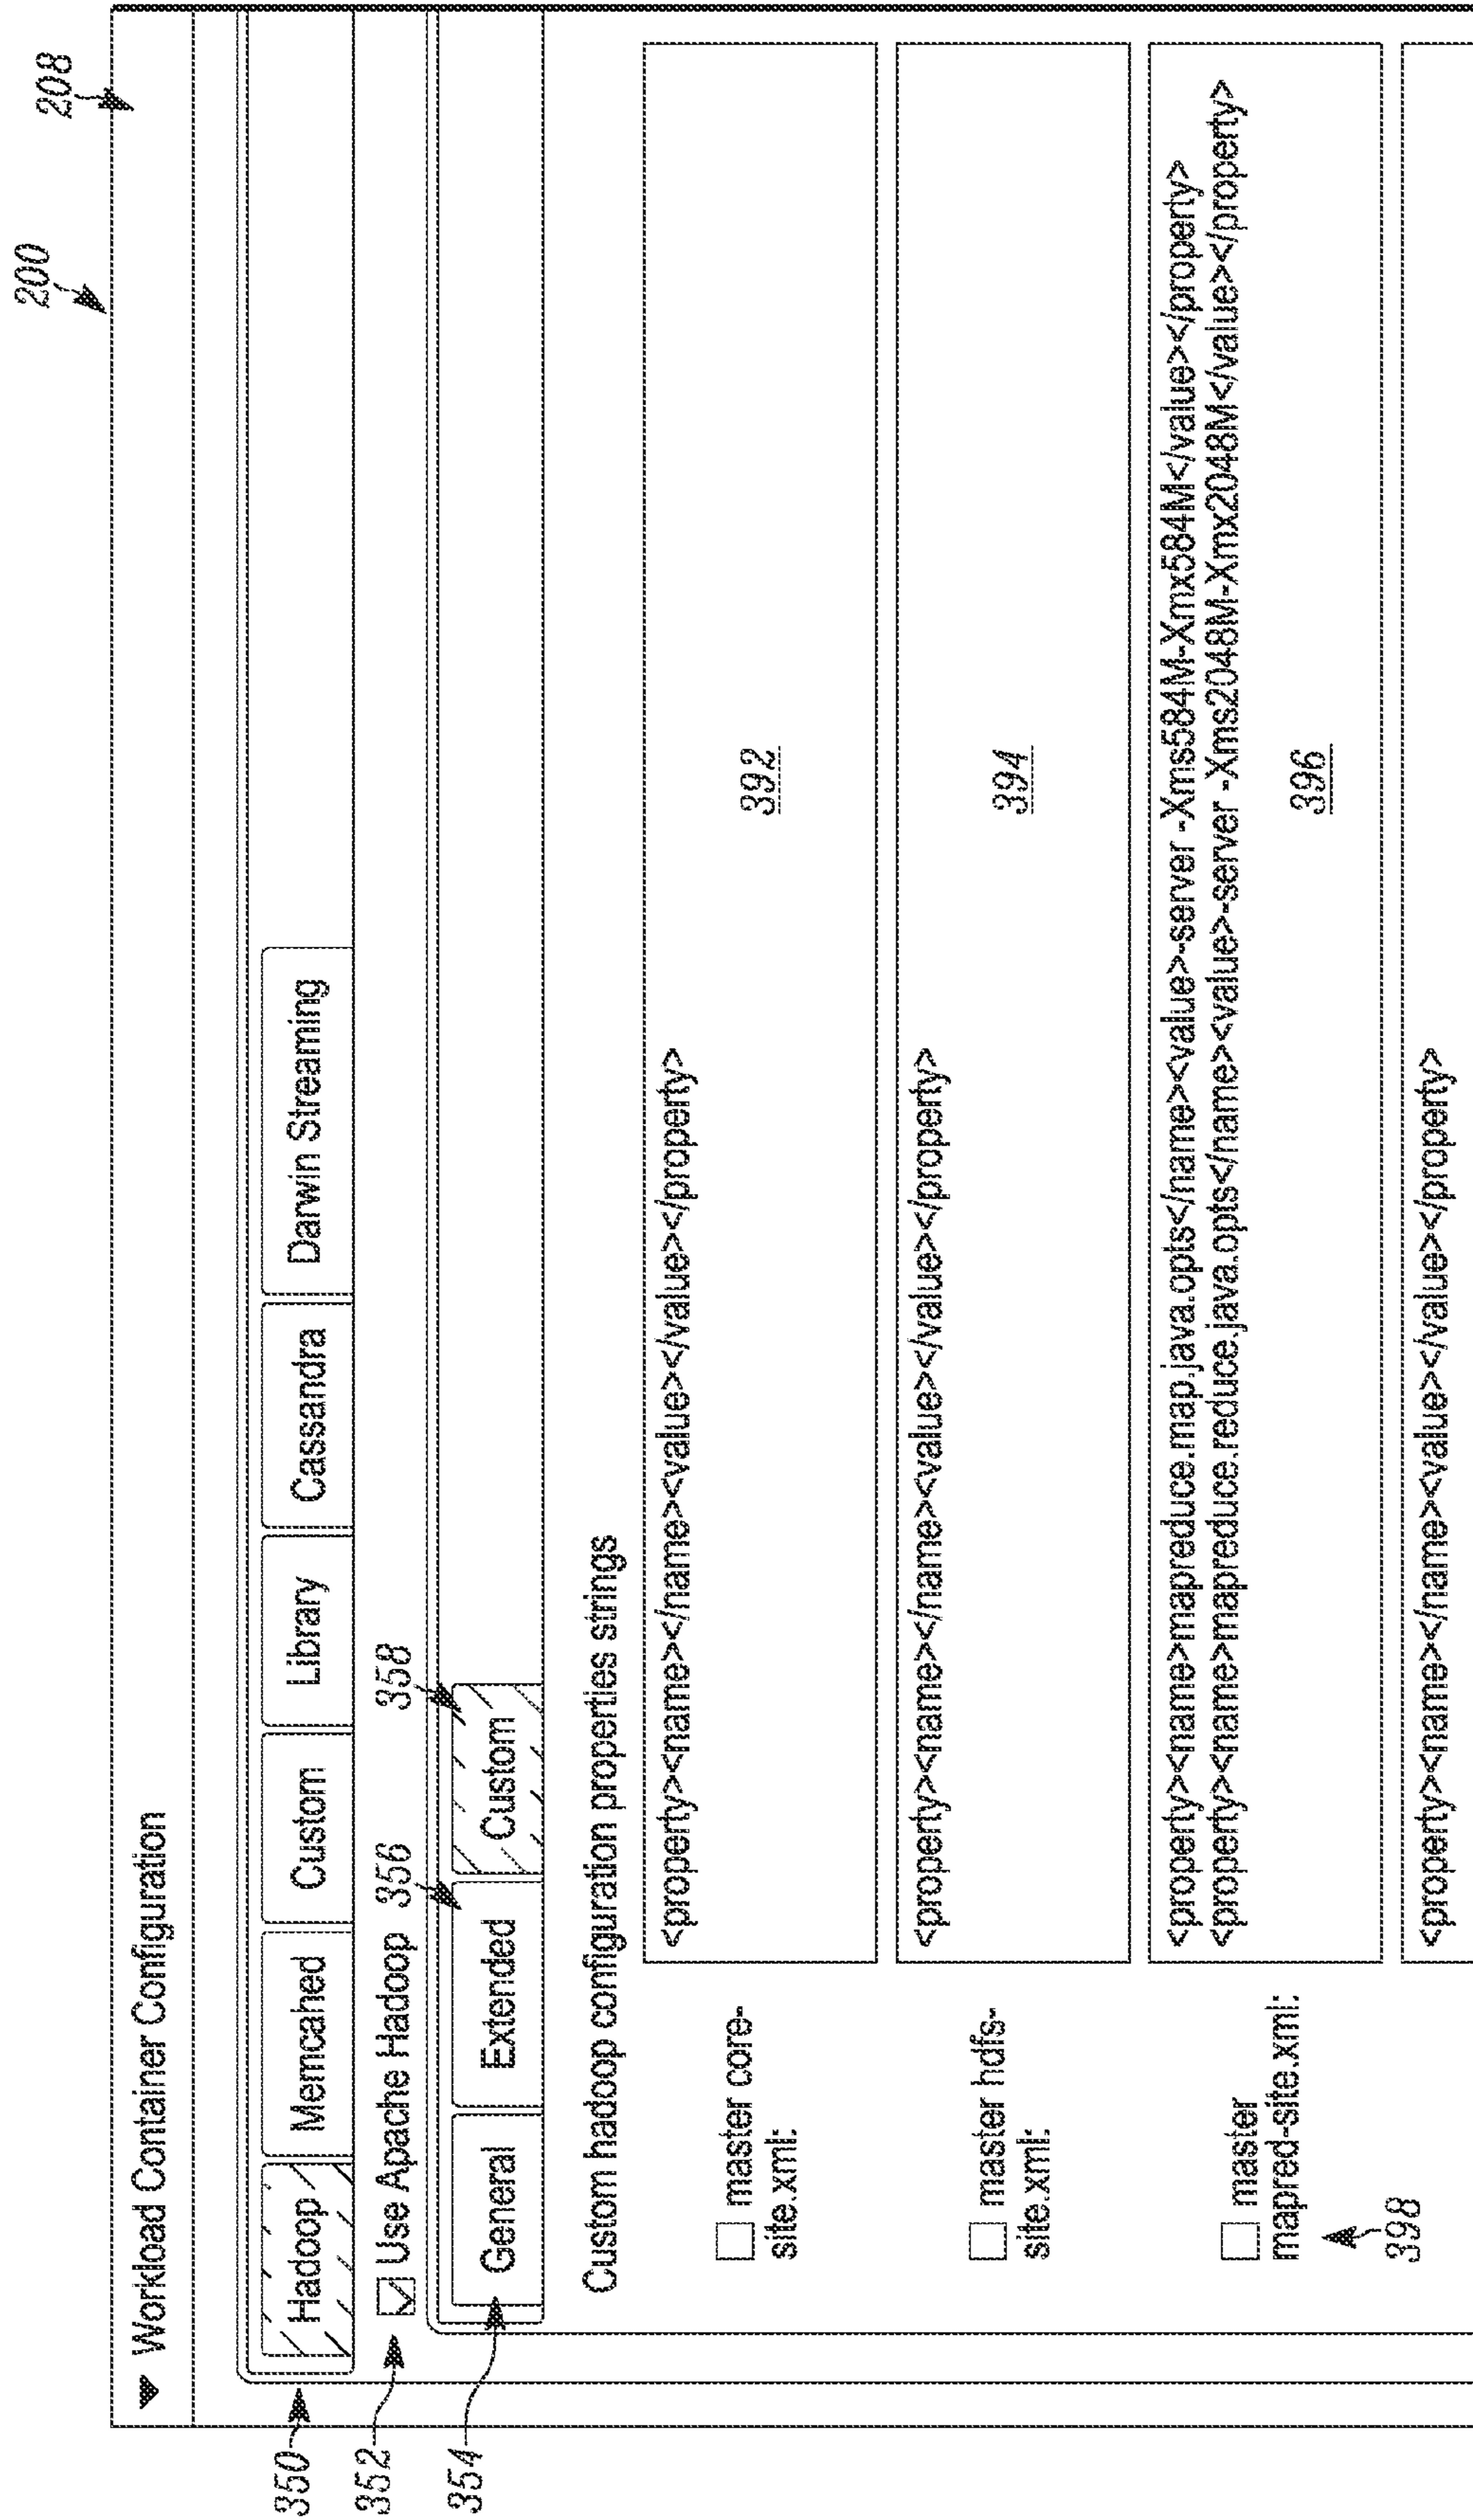 200
208
Workload Container Configuration
350
Hadoop
Memcahed
Custom
Library
Cassandra
Darwin Streaming
352
Use Apache Hadoop
356
358
354
General
Extended
Custom
Custom hadoop configuration properties strings
master core-
site.xml:
<property><name></name><value></value></property>
392
master hdfs-
site.xml:
<property><name></name><value></value></property>
394
master
mapred-site.xml:
<property><name>mapreduce.map.java.opts</name><value>-server -Xms584M-Xmx584M</value></property>
<property><name>mapreduce.reduce.java.opts</name><value>-server -Xms2048M-Xmx2048M</value></property>
396
398
<property><name></name><value></value></property>